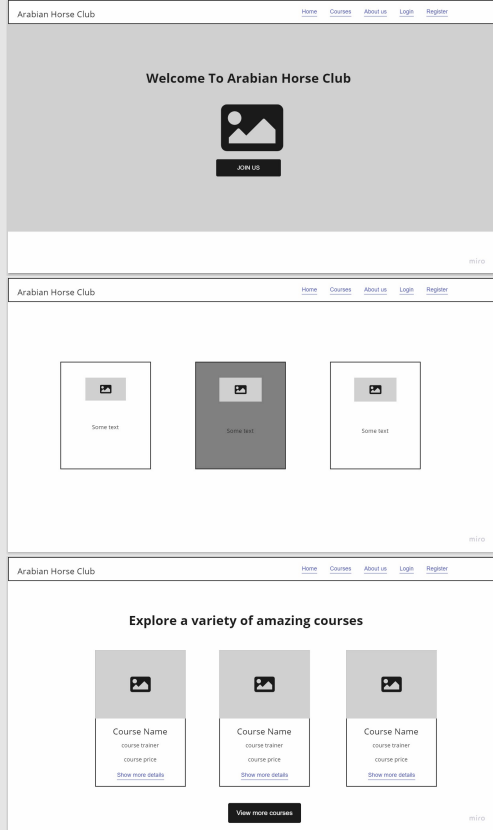 Arabian Horse Club
Home Courses About us Login Register
Welcome To Arabian Horse Club
JOIN US
miro
Arabian Horse Club
Home Courses About us Login Register
Some text
Some text
Some text
miro
Arabian Horse Club
Home Courses About us Login Register
Explore a variety of amazing courses
Course Name
course trainer
course price
Show more details
Course Name
course trainer
course price
Show more details
Course Name
course trainer
course price
Show more details
View more courses
miro